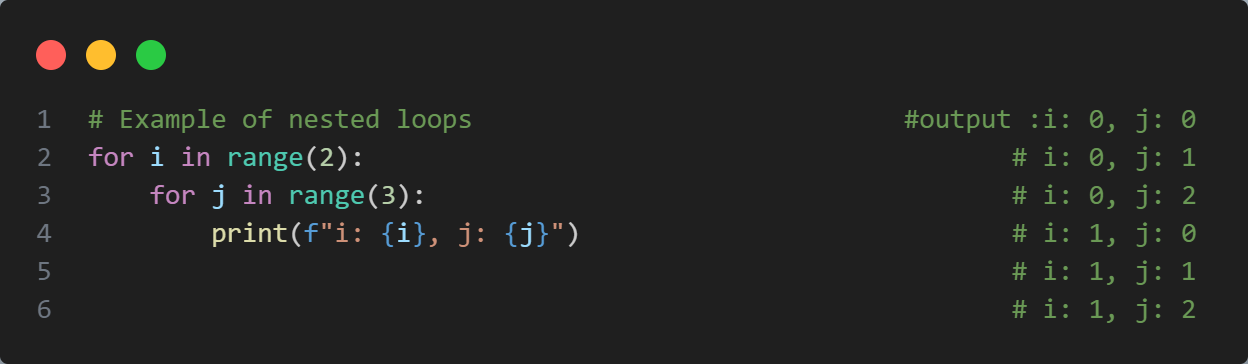 1 # Example of nested loops #output :i: 0, j: 0
2 for i in range(2): # i: 0, j: 1
3 for j in range(3): # i: 0, j: 2
4 print(f"i: {i}, j: {j}") # i: 1, j: 0
5 # i: 1, j: 1
6 # i: 1, j: 2